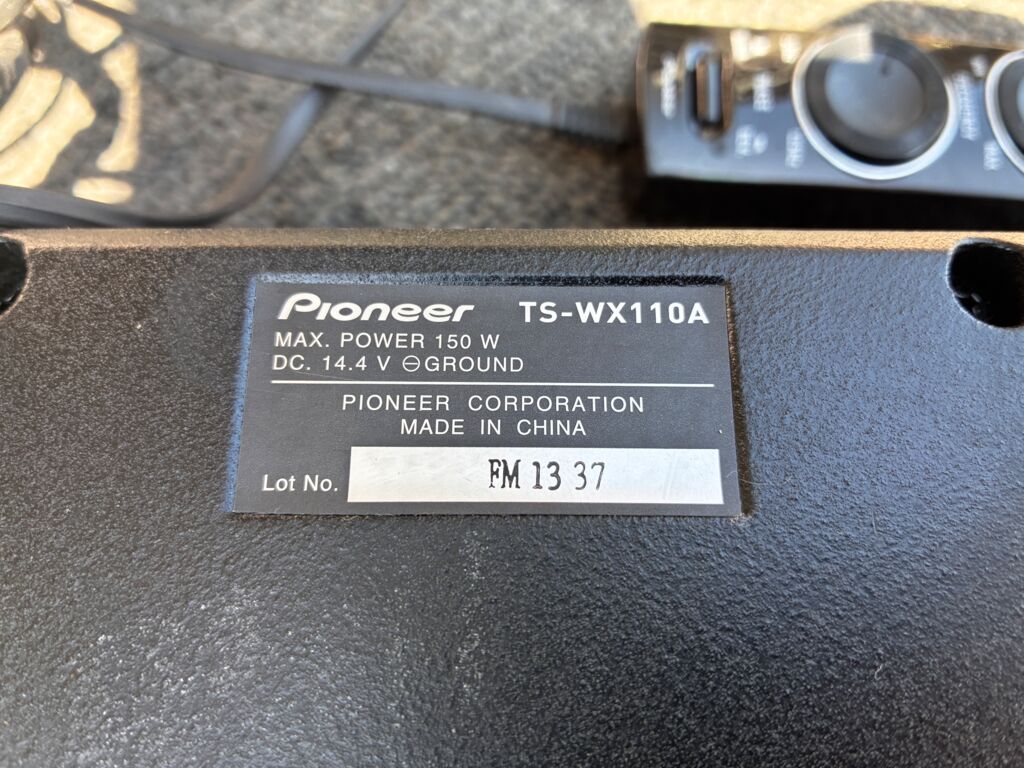 Pioneer TS-WX110A
MAX. POWER 150 W
DC. 14.4 V ⊖GROUND
PIONEER CORPORATION
MADE IN CHINA
Lot No. FM 13 37